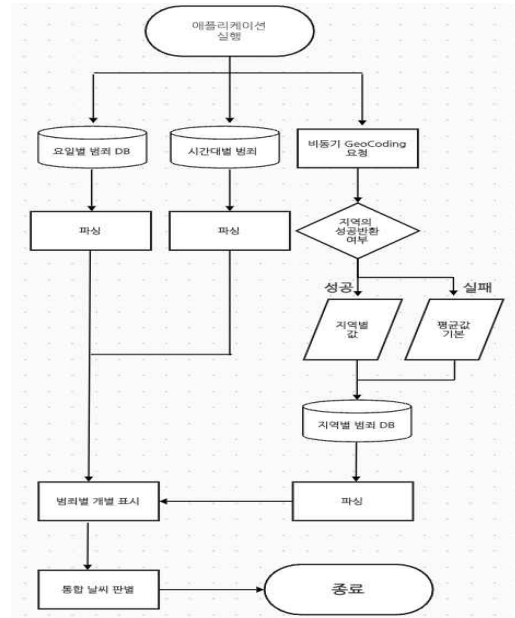 애플리케이션
실행
요일별 범죄 DB
시간대별 범죄
비동기 GeoCoding
요청
파싱
파싱
지역의
성공반환
여부
성공
실패
지역별
값
평균값
기본
지역별 범죄 DB
범죄별 개별 표시
파싱
통합 날씨 판별
종료